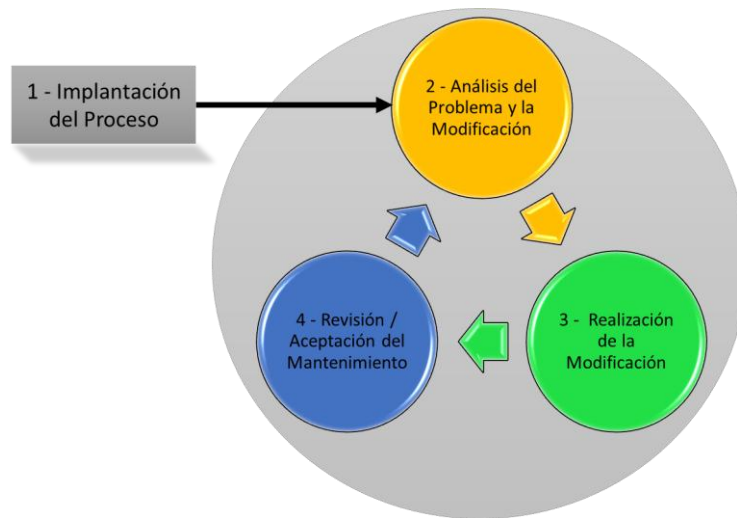 1 - Implantación
del Proceso
2 - Análisis del
Problema y la
Modificación
3 - Realización
de la
Modificación
4 - Revisión /
Aceptación del
Mantenimiento